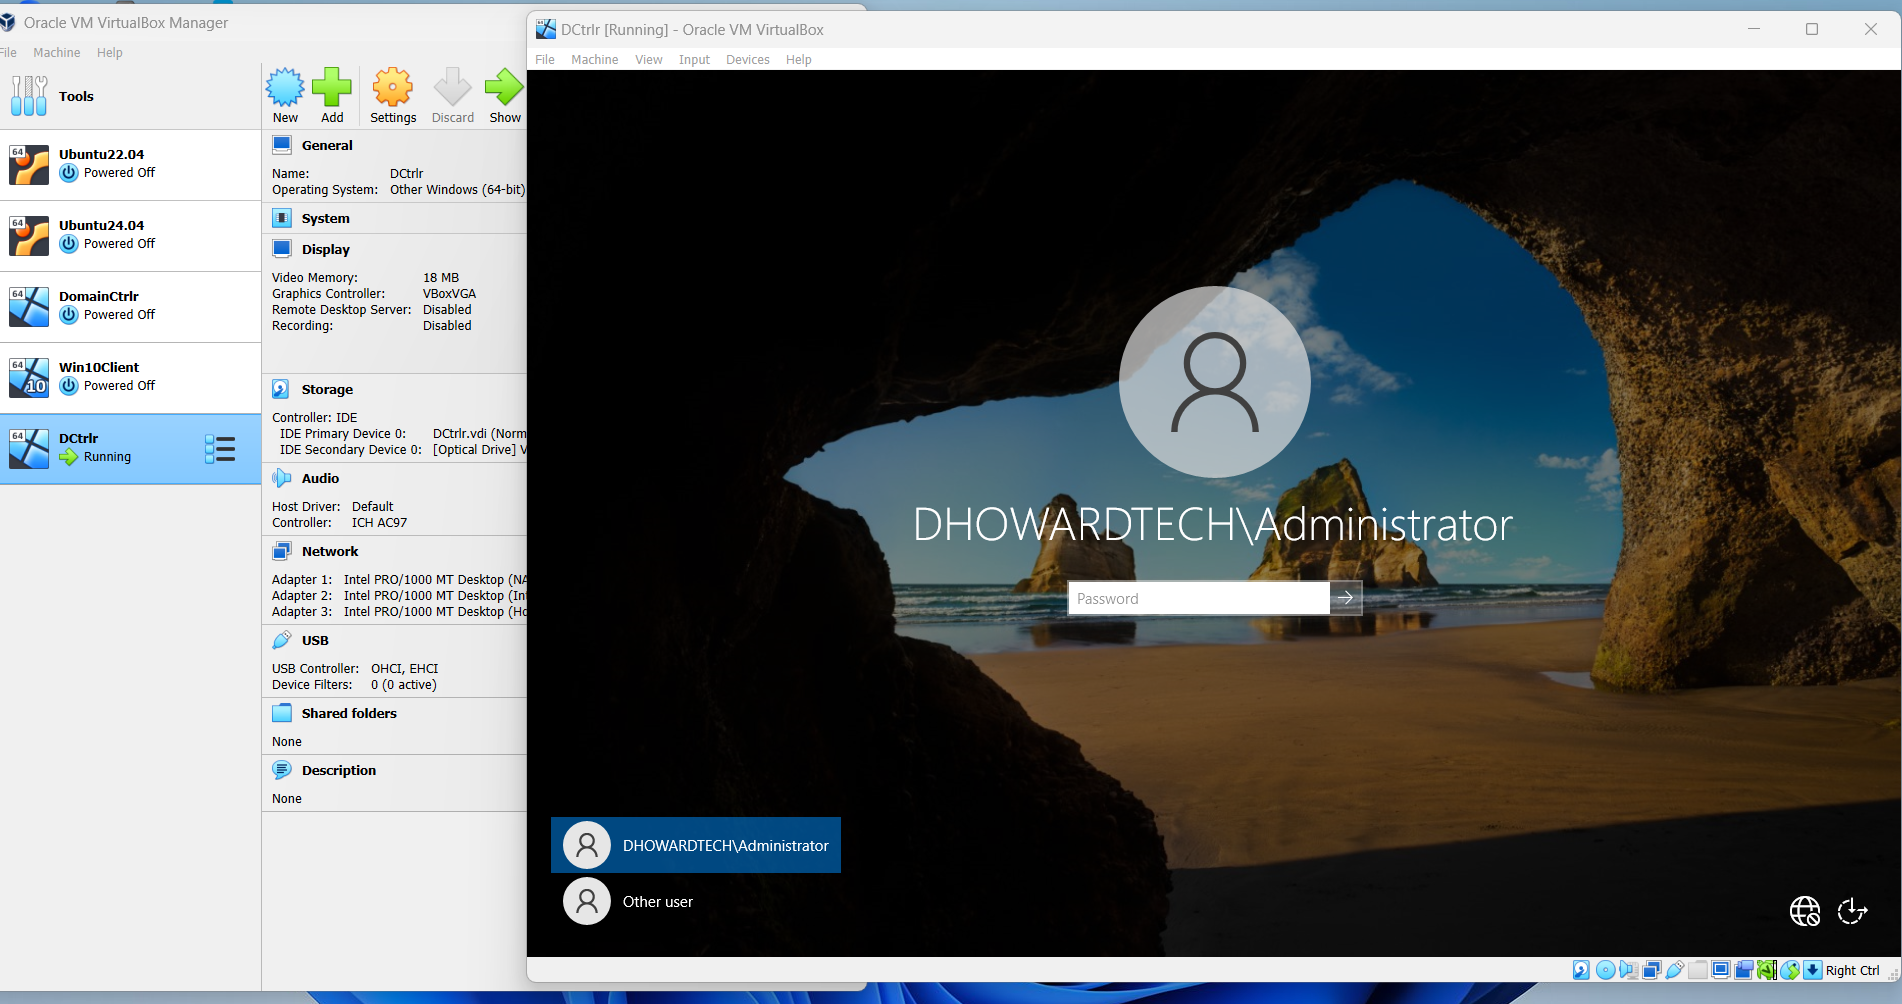 Oracle VM VirtualBox Manager
File Machine Help
Tools
64
Ubuntu22.04
Powered Off
64
Ubuntu24.04
Powered Off
64
DomainCtrlr
Powered Off
64
10
Win10Client
Powered Off
64
DCtrlr
Running
New Add Settings Discard Show
General
Name: DCtrlr
Operating System: Other Windows (64-bit)
System
Display
Video Memory: 18 MB
Graphics Controller: VBoxVGA
Remote Desktop Server: Disabled
Recording: Disabled
Storage
Controller: IDE
IDE Primary Device 0: DCtrlr.vdi (Norm
IDE Secondary Device 0: [Optical Drive] V
Audio
Host Driver: Default
Controller: ICH AC97
Network
Adapter 1: Intel PRO/1000 MT Desktop (NA
Adapter 2: Intel PRO/1000 MT Desktop (In
Adapter 3: Intel PRO/1000 MT Desktop (Ho
USB
USB Controller: OHCI, EHCI
Device Filters: 0 (0 active)
Shared folders
None
Description
None
64
DCtrlr [Running] - Oracle VM VirtualBox
File Machine View Input Devices Help
DHOWARDTECH\Administrator
Password
DHOWARDTECH\Administrator
Other user
Right Ctrl